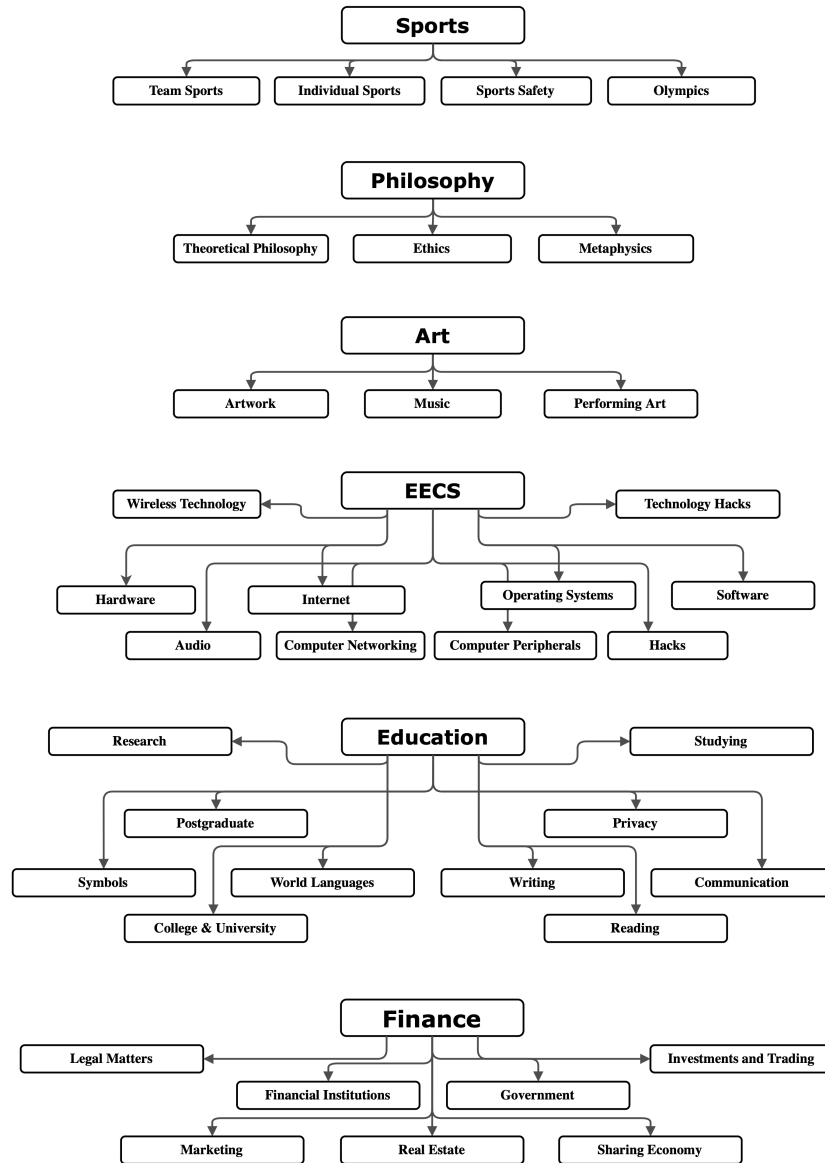 Sports
Team Sports
Individual Sports
Sports Safety
Olympics
Philosophy
Theoretical Philosophy
Ethics
Metaphysics
Art
Artwork
Music
Performing Art
EECS
Wireless Technology
Technology Hacks
Hardware
Internet
Operating Systems
Software
Audio
Computer Networking
Computer Peripherals
Hacks
Education
Research
Studying
Postgraduate
Privacy
Symbols
World Languages
Writing
Communication
College & University
Reading
Finance
Legal Matters
Investments and Trading
Financial Institutions
Government
Marketing
Real Estate
Sharing Economy